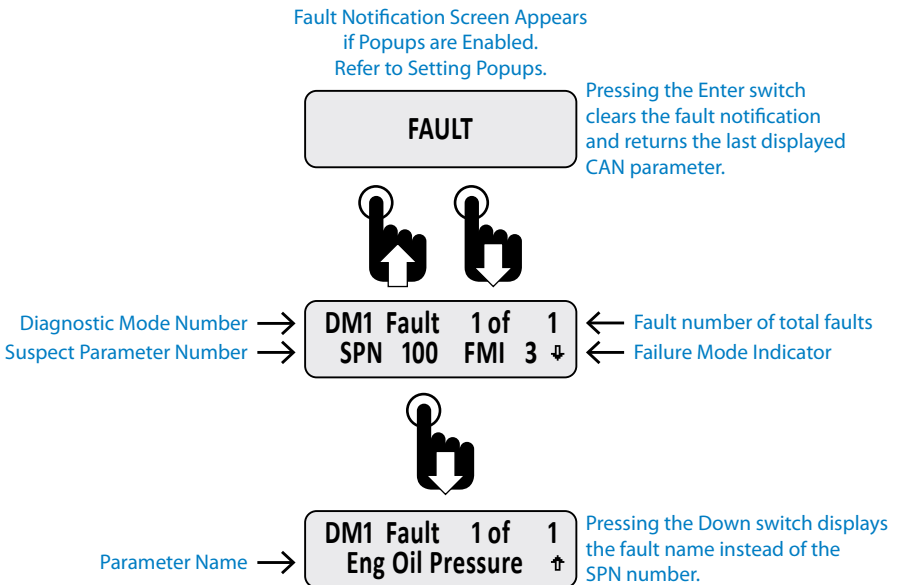 Fault Notification Screen Appears
if Popups are Enabled.
Refer to Setting Popups.
FAULT
Pressing the Enter switch
clears the fault notification
and returns the last displayed
CAN parameter.
Diagnostic Mode Number
Suspect Parameter Number
DM1 Fault 1 of 1
SPN 100 FMI 3
Fault number of total faults
Failure Mode Indicator
Parameter Name
DM1 Fault 1 of 1
Eng Oil Pressure
Pressing the Down switch displays
the fault name instead of the
SPN number.